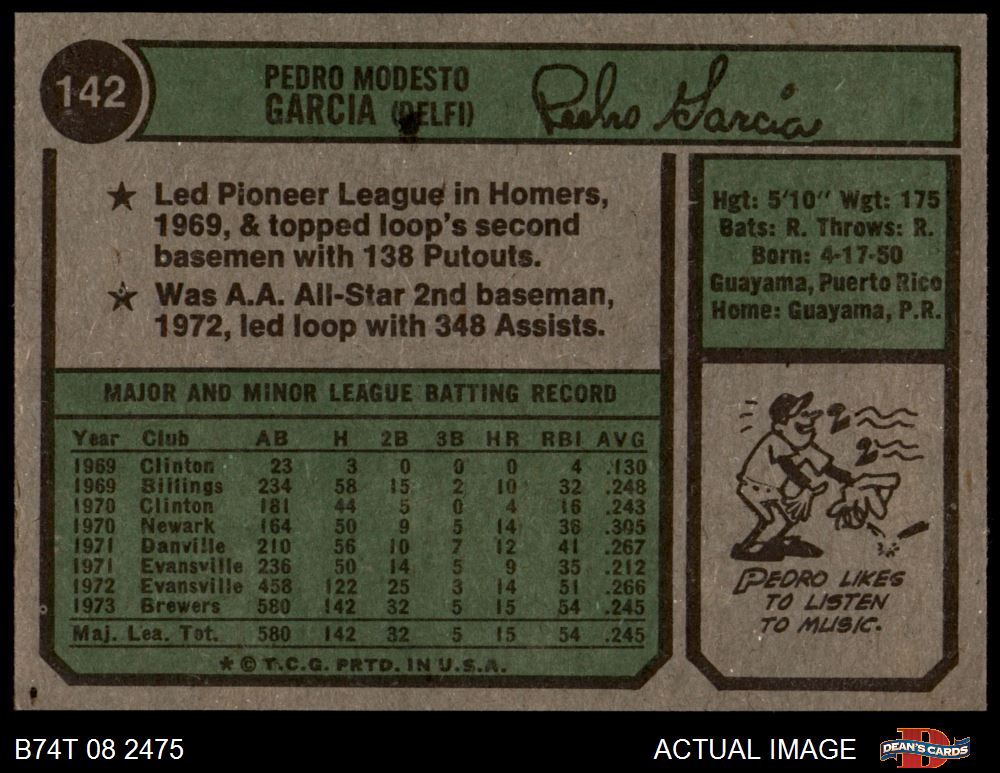 142
PEDRO MODESTO
GARCIA (DELFI)
Pedro Garcia
★ Led Pioneer League in Homers,
1969, & topped loop's second
basemen with 138 Putouts.
★ Was A.A. All-Star 2nd baseman,
1972, led loop with 348 Assists.
Hgt: 5'10" Wgt: 175
Bats: R. Throws: R.
Born: 4-17-50
Guayama, Puerto Rico
Home: Guayama, P.R.
MAJOR AND MINOR LEAGUE BATTING RECORD
Year Club AB H 2B 3B HR RBI AVG
1969 Clinton 23 3 0 0 0 4 .130
1969 Billings 234 58 15 2 10 32 .248
1970 Clinton 181 44 5 0 4 16 .243
1970 Newark 164 50 9 5 14 36 .305
1971 Danville 210 56 10 7 12 41 .267
1971 Evansville 236 50 14 5 9 35 .212
1972 Evansville 458 122 25 3 14 51 .266
1973 Brewers 580 142 32 5 15 54 .245
Maj. Lea. Tot. 580 142 32 5 15 54 .245
* © T.C.G. PRTD. IN U.S.A.
PEDRO LIKES
TO LISTEN
TO MUSIC.
B74T 08 2475
ACTUAL IMAGE
DEAN'S CARDS